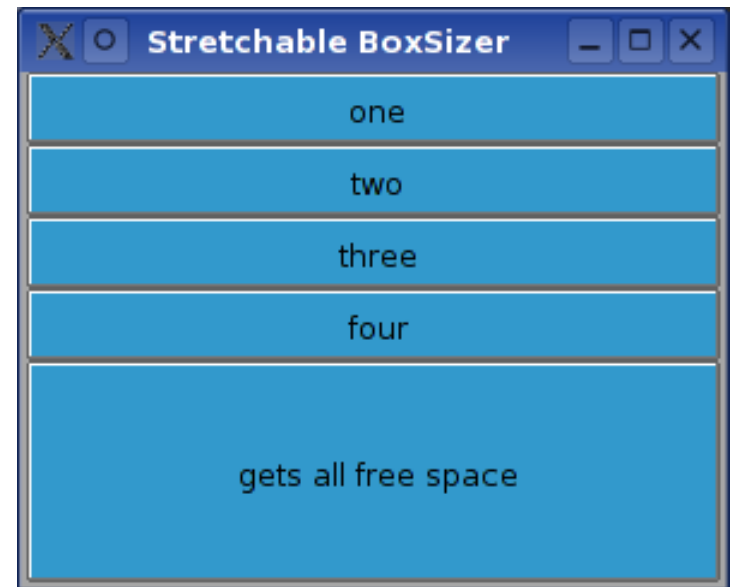 Stretchable BoxSizer
one
two
three
four
gets all free space